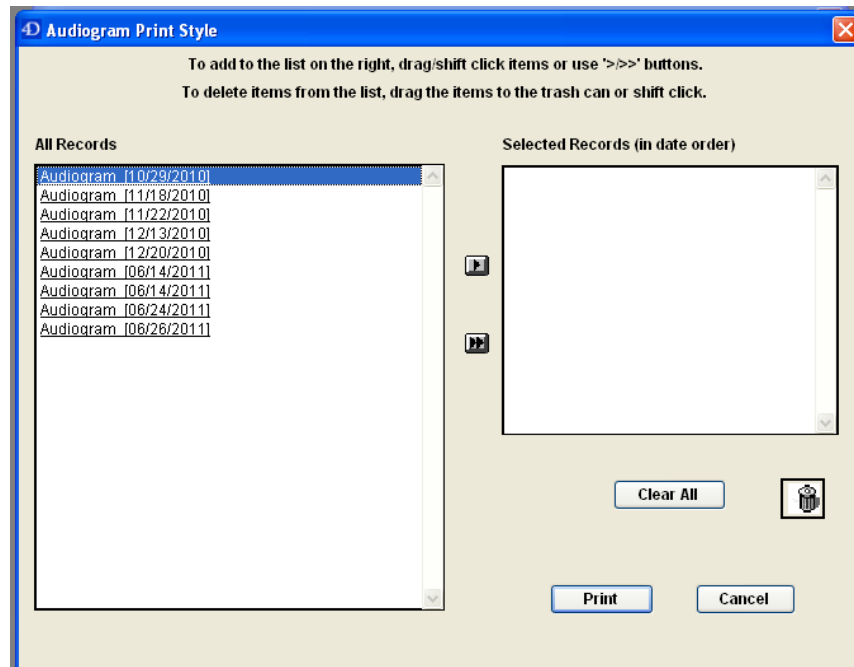 4D Audiogram Print Style
To add to the list on the right, drag/shift click items or use '>/>>' buttons.
To delete items from the list, drag the items to the trash can or shift click.
All Records
Selected Records (in date order)
Audiogram [10/29/2010]
Audiogram [11/18/2010]
Audiogram [11/22/2010]
Audiogram [12/13/2010]
Audiogram [12/20/2010]
Audiogram [06/14/2011]
Audiogram [06/14/2011]
Audiogram [06/24/2011]
Audiogram [06/26/2011]
Clear All
Print
Cancel